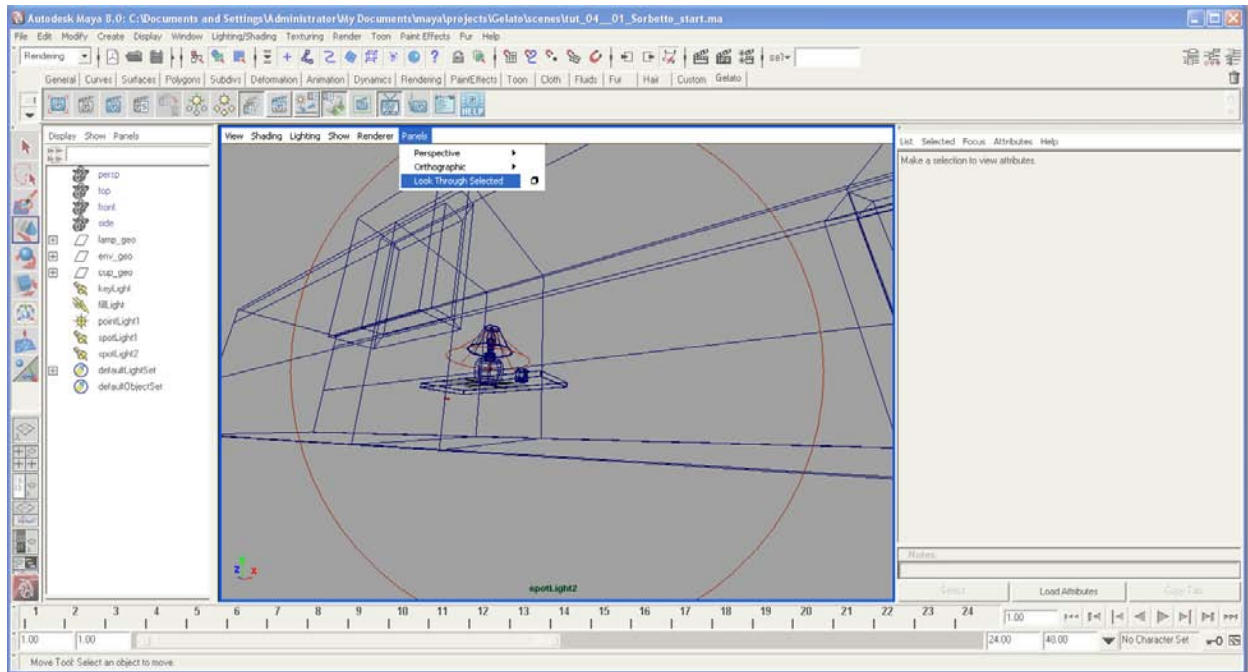 Autodesk Maya 8.0: C:\Documents and Settings\Administrator\My Documents\maya\projects\Gelato\scenes\tut_04__01_Sorbetto_start.ma
File Edit Modify Create Display Window Lighting/Shading Texturing Render Toon Paint Effects Fur Help
Rendering sel=
General Curves Surfaces Polygons Subdivs Deformation Animation Dynamics Rendering PaintEffects Toon Cloth Fluids Fur Hair Custom Gelato
HELP
Display Show Panels
persp
top
front
side
lamp_geo
env_geo
cup_geo
keyLight
fillLight
pointLight1
spotLight1
spotLight2
defaultLightSet
defaultObjectSet
View Shading Lighting Show Renderer Panels
Perspective
Orthographic
Look Through Selected
z x
spotLight2
List Selected Focus Attributes Help
Make a selection to view attributes
Notes:
Select Load Attributes Copy Tab
1 2 3 4 5 6 7 8 9 10 11 12 13 14 15 16 17 18 19 20 21 22 23 24 1.00
1.00 1.00 24.00 48.00 No Character Set
Move Tool: Select an object to move.